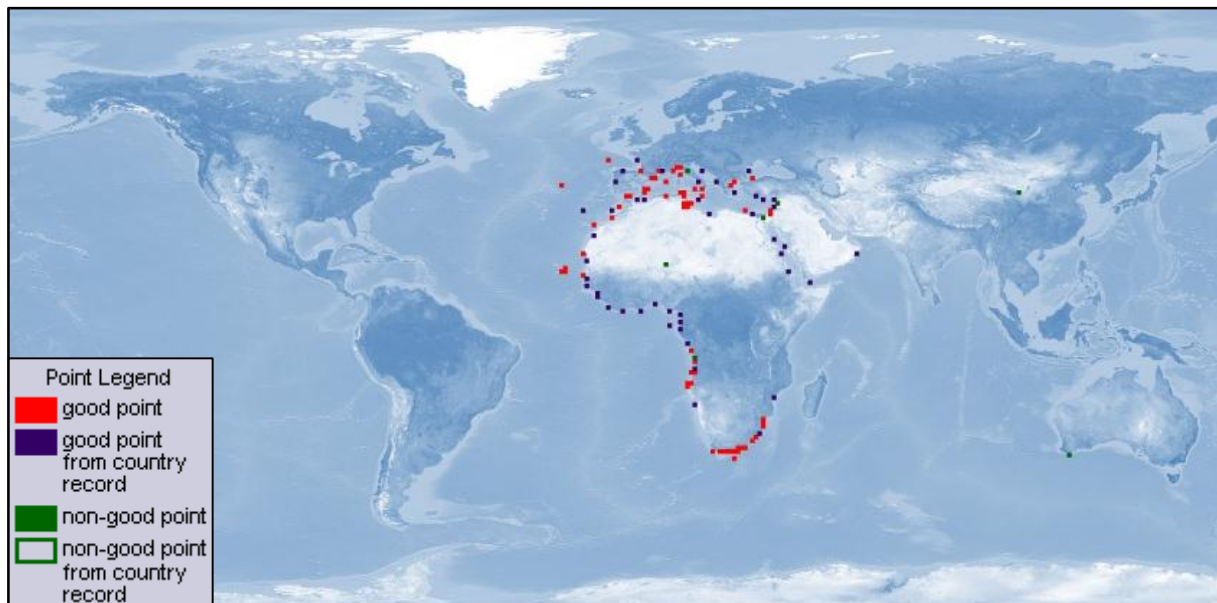 Point Legend
good point
good point
from country
record
non-good point
non-good point
from country
record